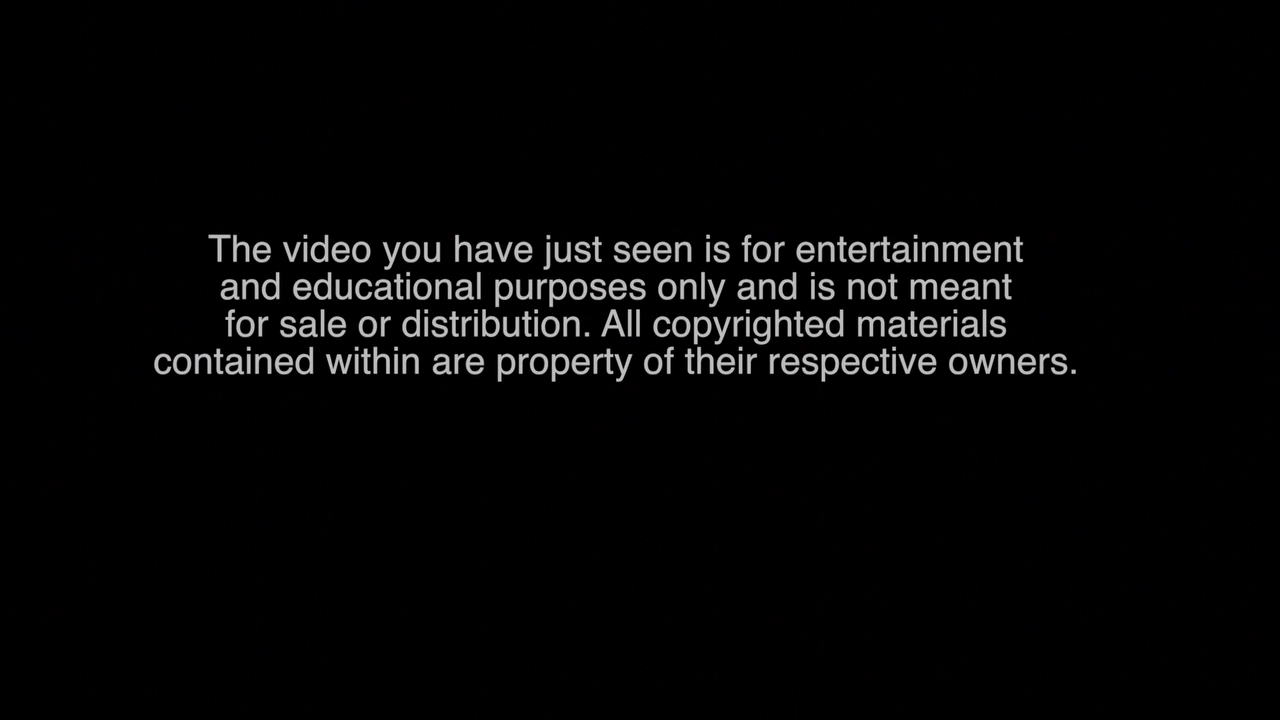 The video you have just seen is for entertainment
and educational purposes only and is not meant
for sale or distribution. All copyrighted materials
contained within are property of their respective owners.